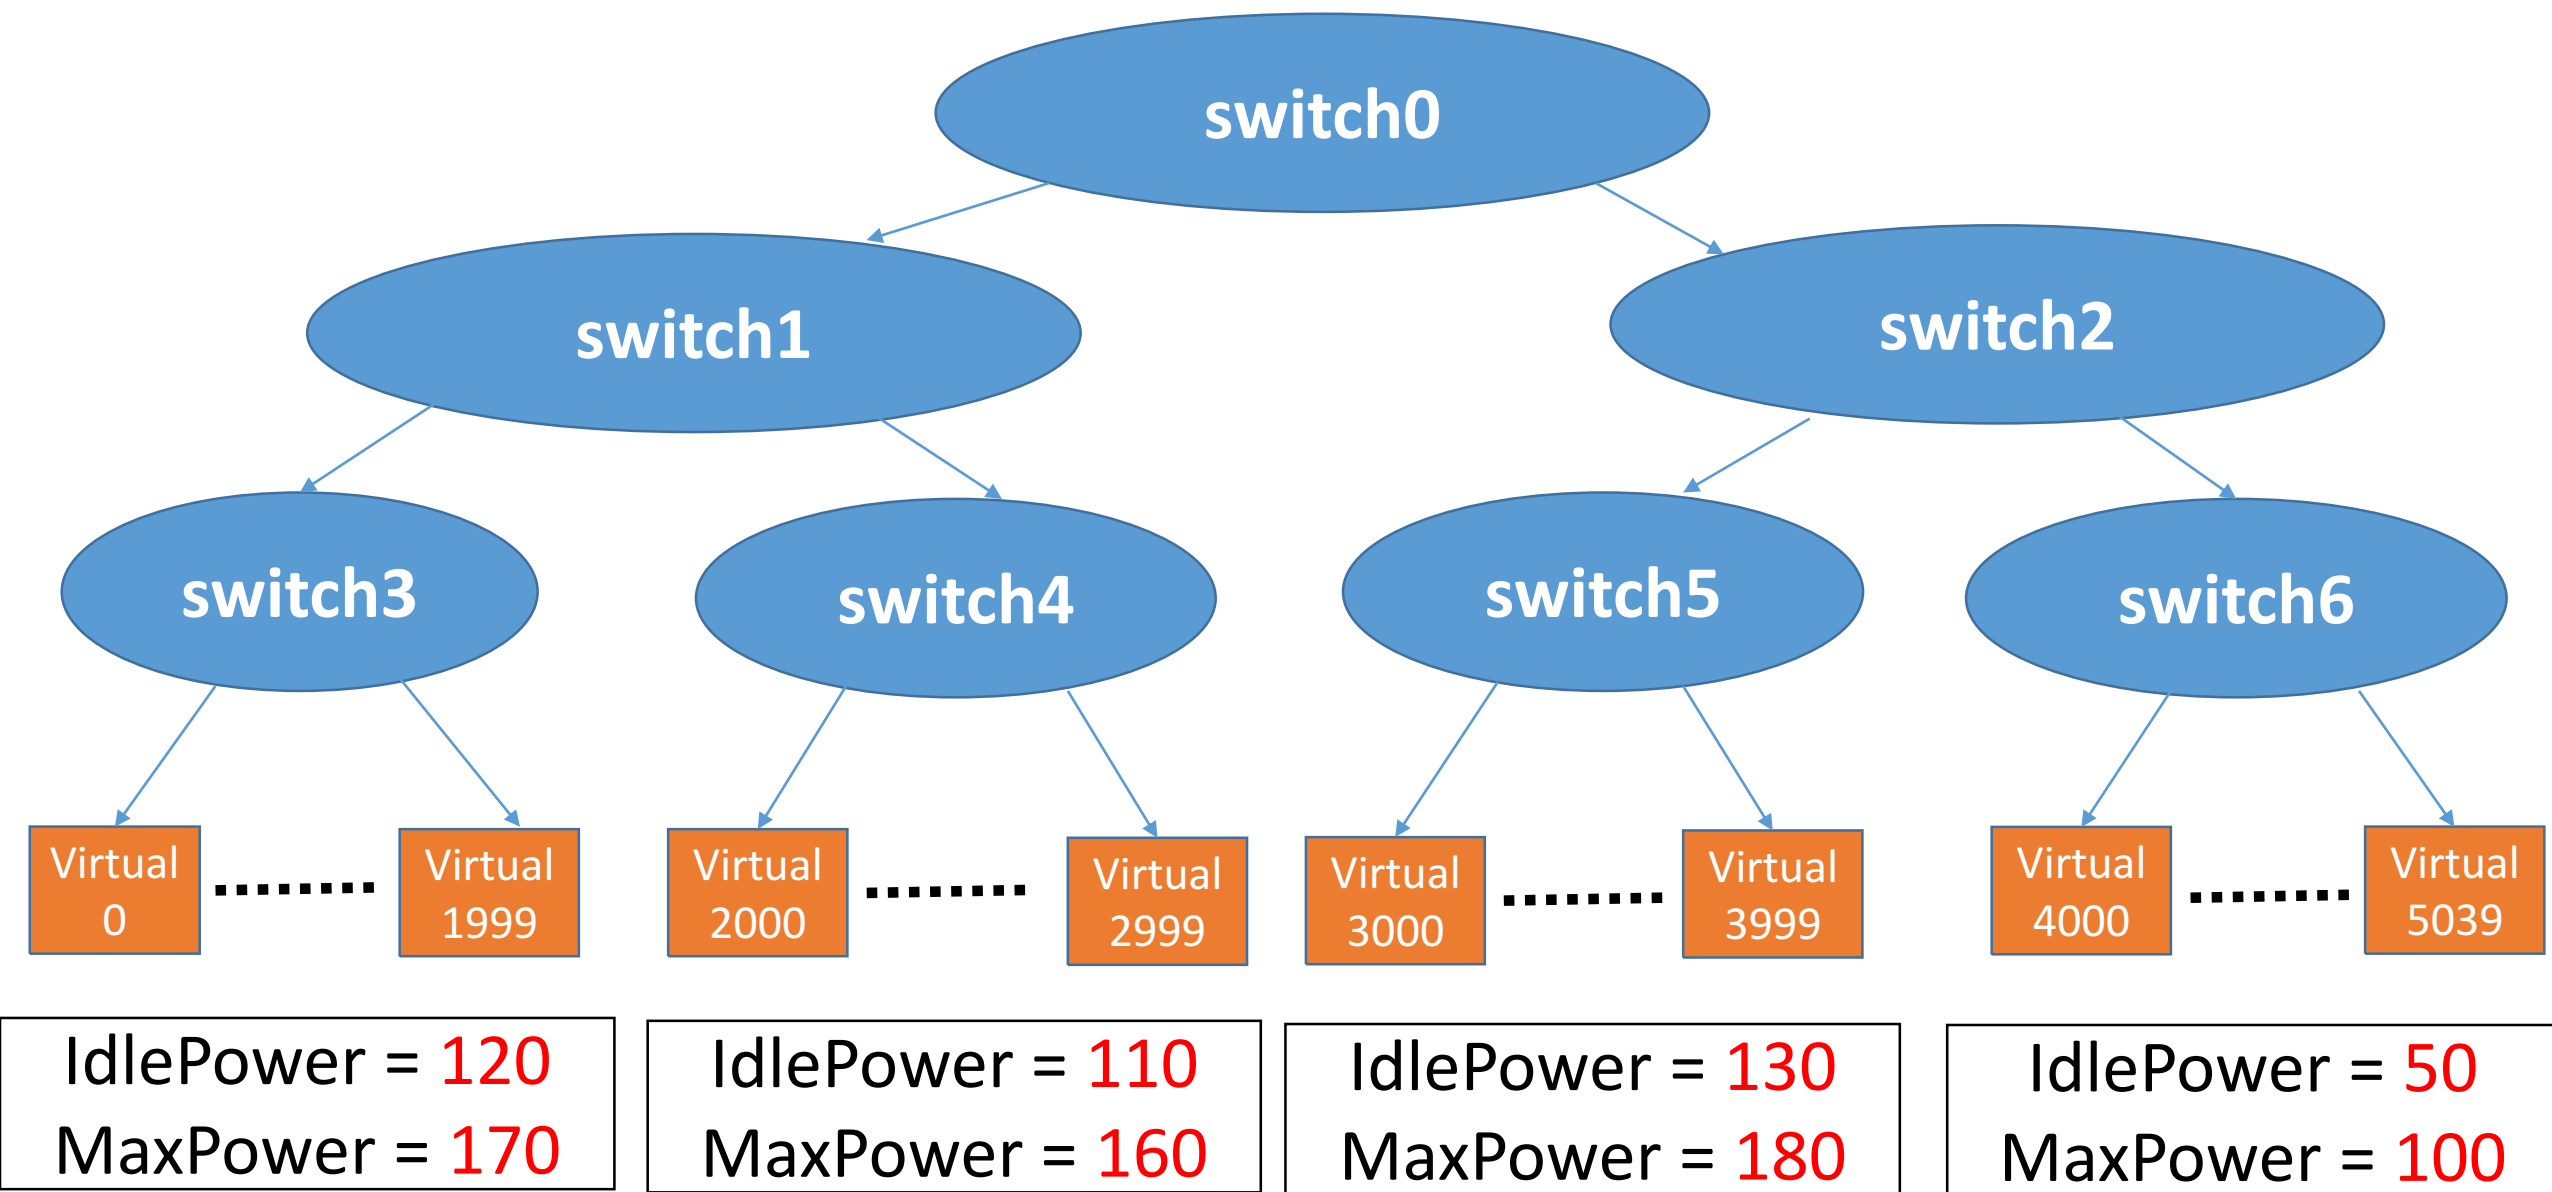 switch0
switch1
switch2
switch3
switch4
switch5
switch6
Virtual
0
Virtual
1999
Virtual
2000
Virtual
2999
Virtual
3000
Virtual
3999
Virtual
4000
Virtual
5039
IdlePower = 120
MaxPower = 170
IdlePower = 110
MaxPower = 160
IdlePower = 130
MaxPower = 180
IdlePower = 50
MaxPower = 100